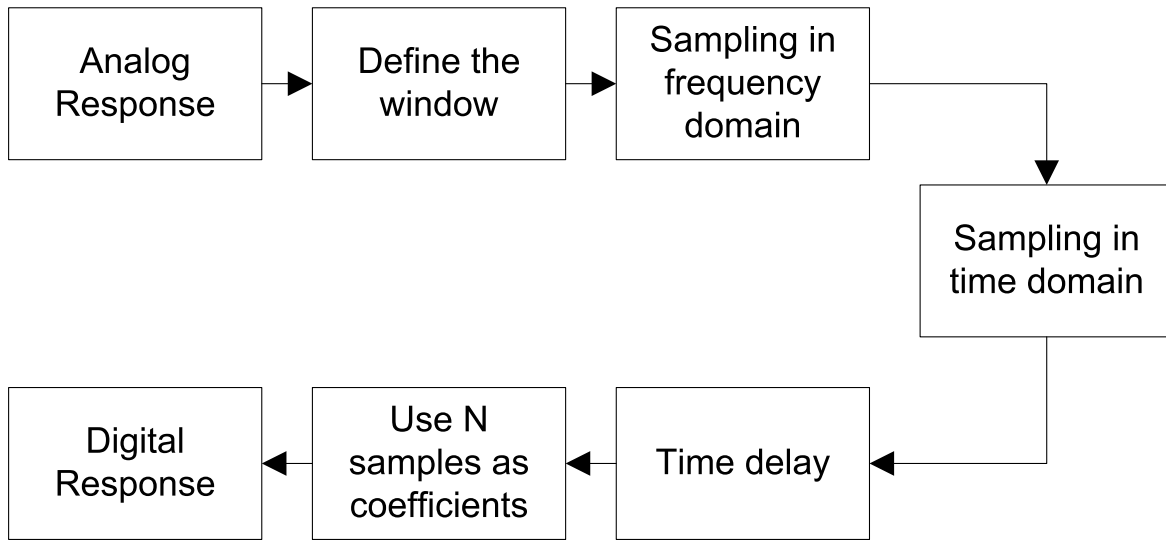 Analog
Response
Define the
window
Sampling in
frequency
domain
Sampling in
time domain
Time delay
Use N
samples as
coefficients
Digital
Response